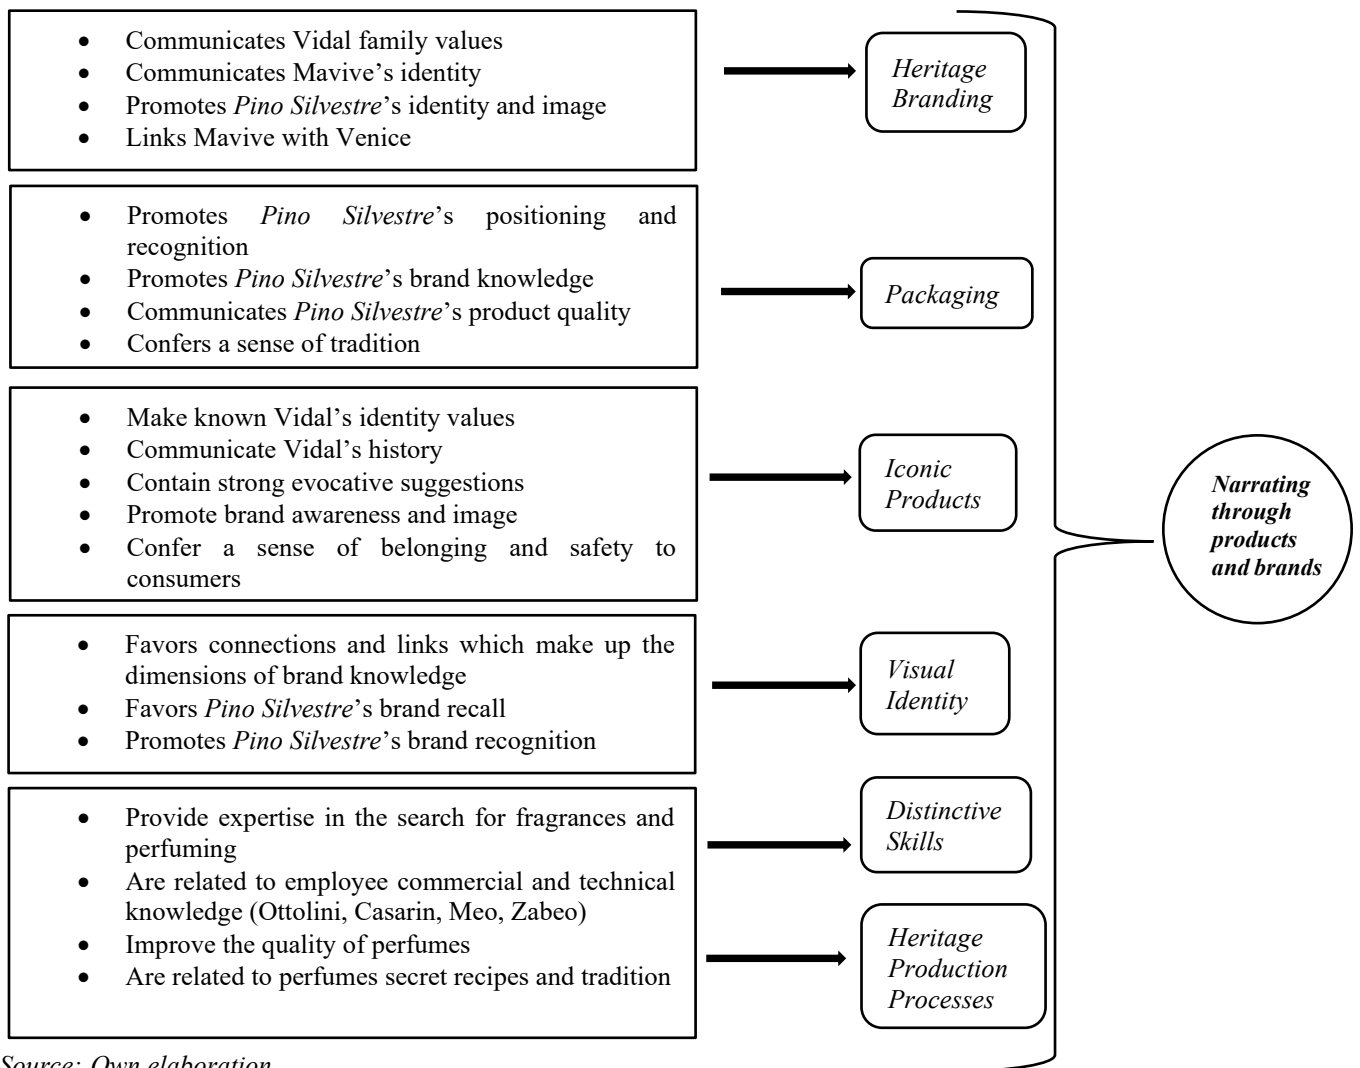 • Communicates Vidal family values
• Communicates Mavive’s identity
• Promotes Pino Silvestre’s identity and image
• Links Mavive with Venice
Heritage
Branding
• Promotes Pino Silvestre’s positioning and
recognition
• Promotes Pino Silvestre’s brand knowledge
• Communicates Pino Silvestre’s product quality
• Confers a sense of tradition
Packaging
• Make known Vidal’s identity values
• Communicate Vidal’s history
• Contain strong evocative suggestions
• Promote brand awareness and image
• Confer a sense of belonging and safety to
consumers
Iconic
Products
• Favors connections and links which make up the
dimensions of brand knowledge
• Favors Pino Silvestre’s brand recall
• Promotes Pino Silvestre’s brand recognition
Visual
Identity
• Provide expertise in the search for fragrances and
perfuming
• Are related to employee commercial and technical
knowledge (Ottolini, Casarin, Meo, Zabeo)
• Improve the quality of perfumes
• Are related to perfumes secret recipes and tradition
Distinctive
Skills
Heritage
Production
Processes
Narrating
through
products
and brands
Source: Own elaboration